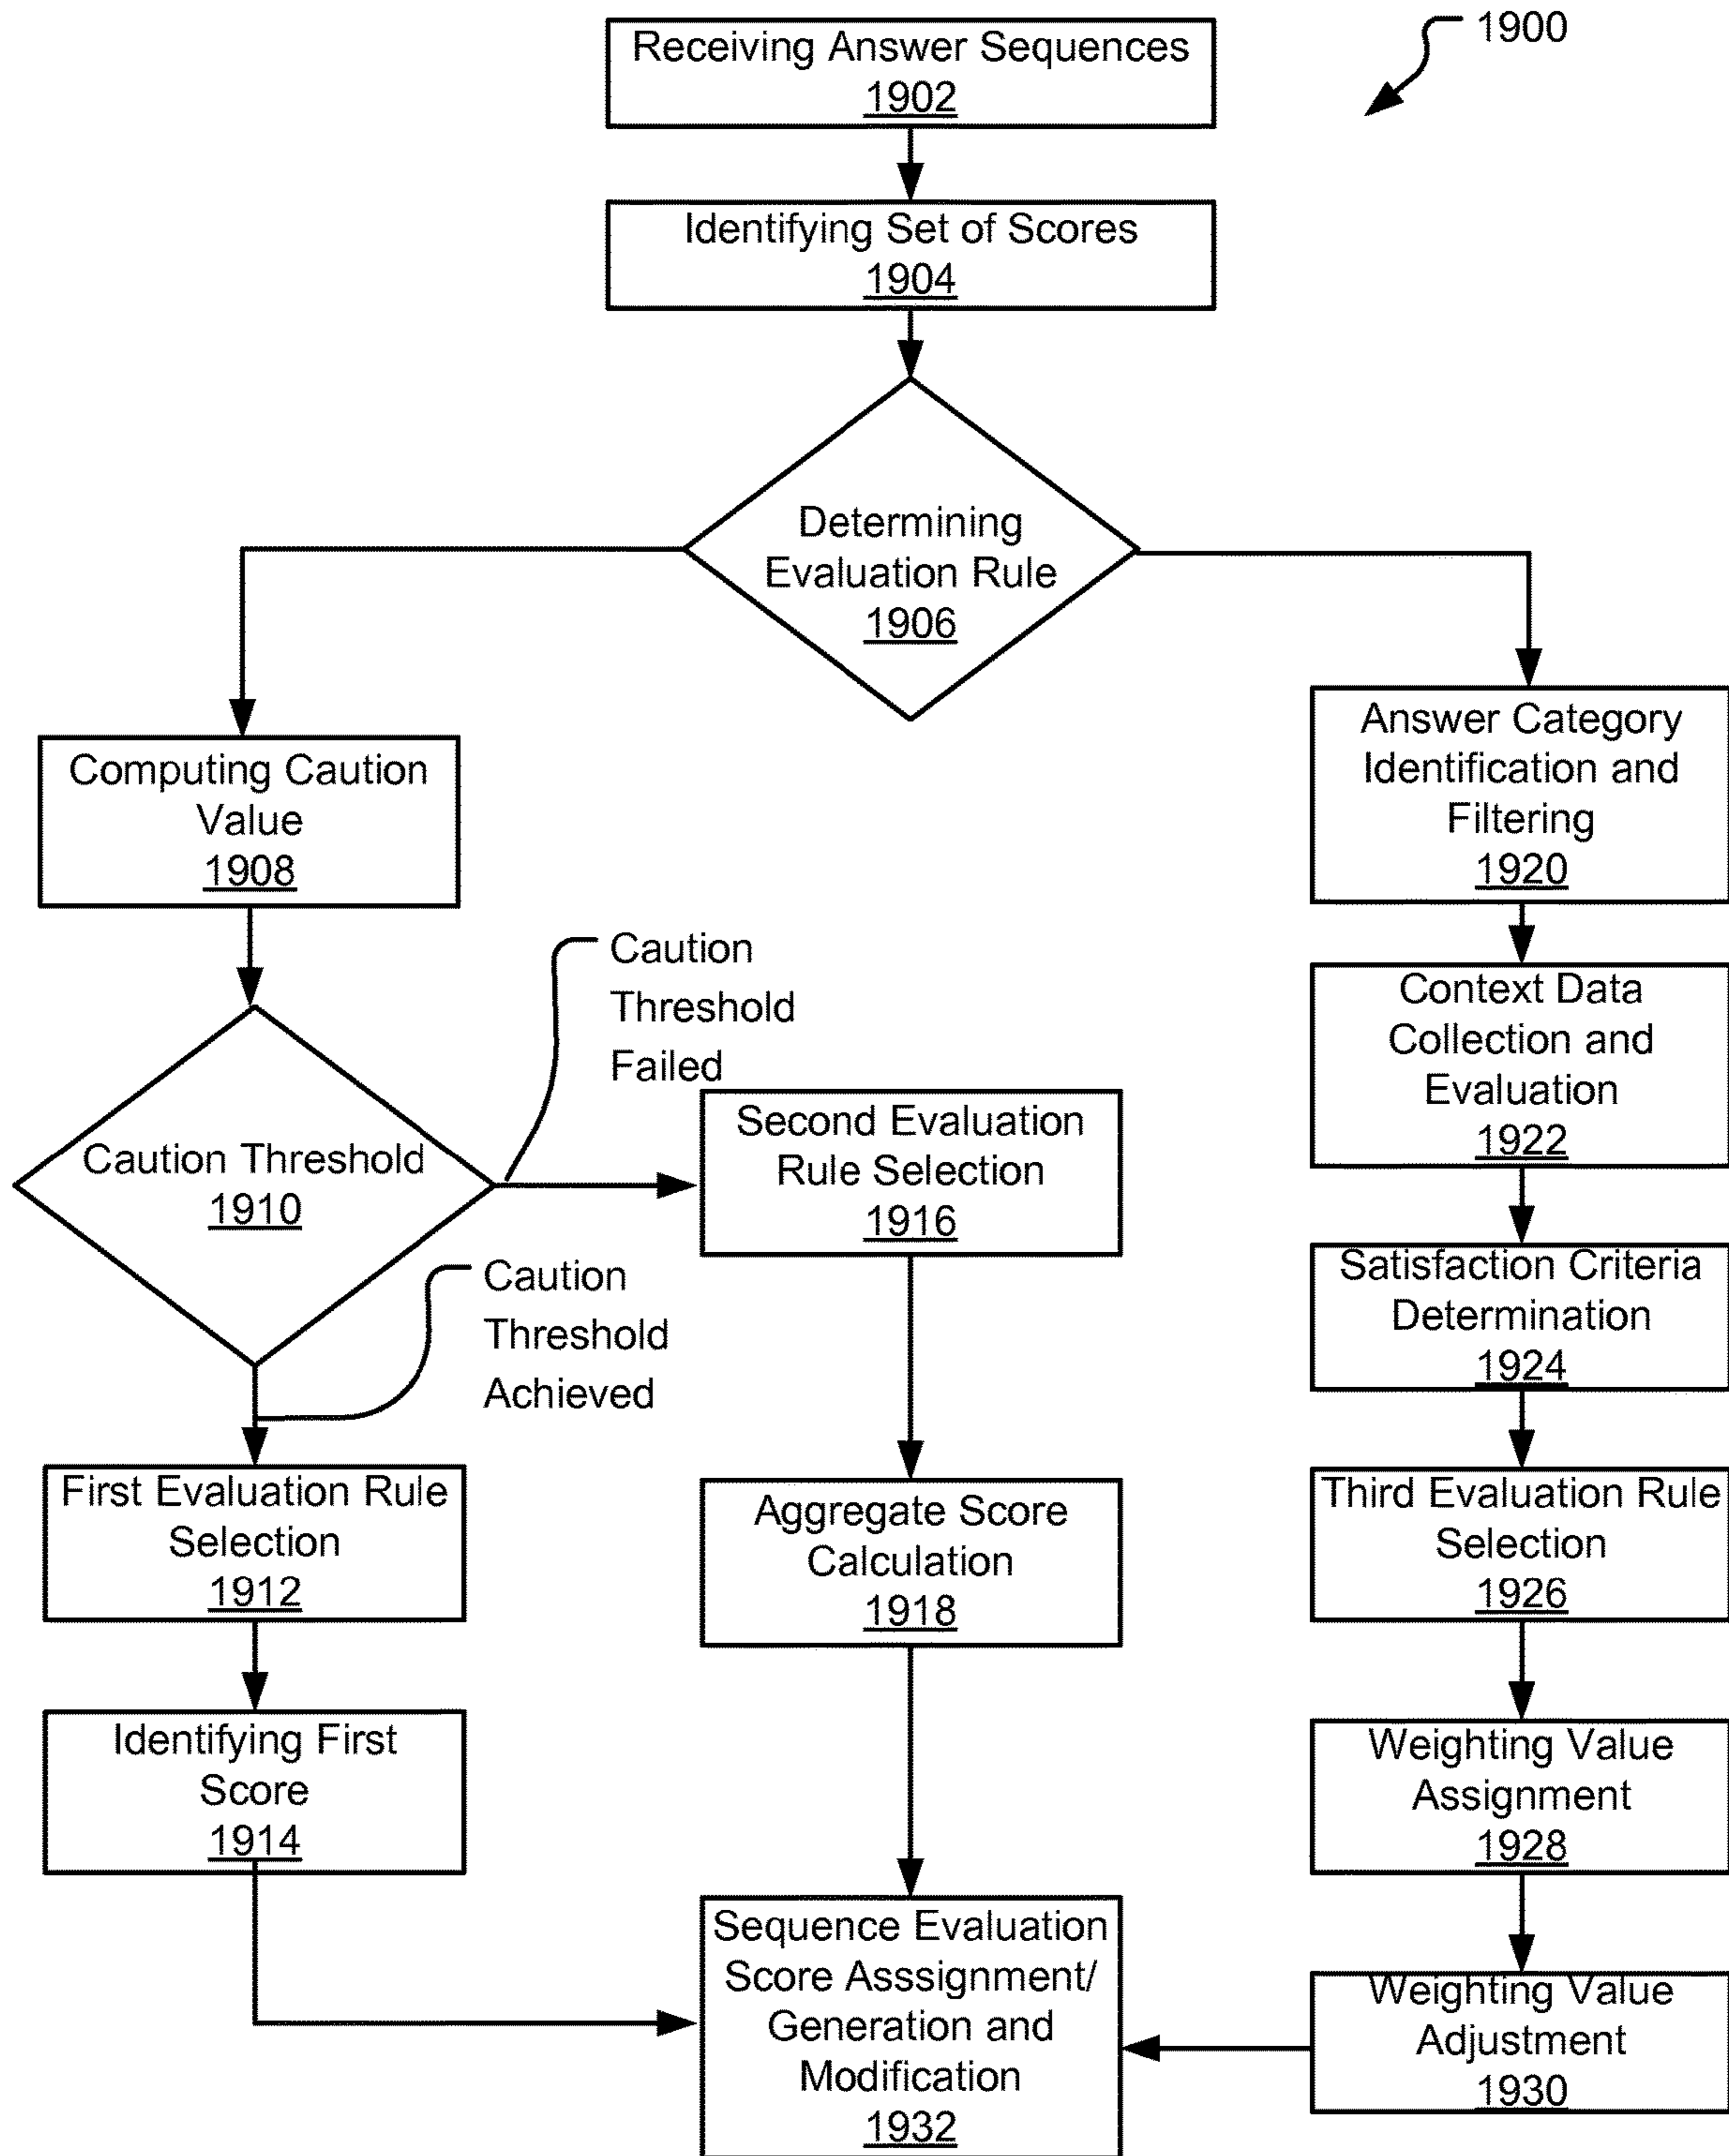 1900
Receiving Answer Sequences
1902
Identifying Set of Scores
1904
Determining
Evaluation Rule
1906
Computing Caution
Value
1908
Caution Threshold
1910
Caution
Threshold
Failed
Caution
Threshold
Achieved
First Evaluation Rule
Selection
1912
Identifying First
Score
1914
Second Evaluation
Rule Selection
1916
Aggregate Score
Calculation
1918
Answer Category
Identification and
Filtering
1920
Context Data
Collection and
Evaluation
1922
Satisfaction Criteria
Determination
1924
Third Evaluation Rule
Selection
1926
Weighting Value
Assignment
1928
Weighting Value
Adjustment
1930
Sequence Evaluation
Score Asssignment/
Generation and
Modification
1932